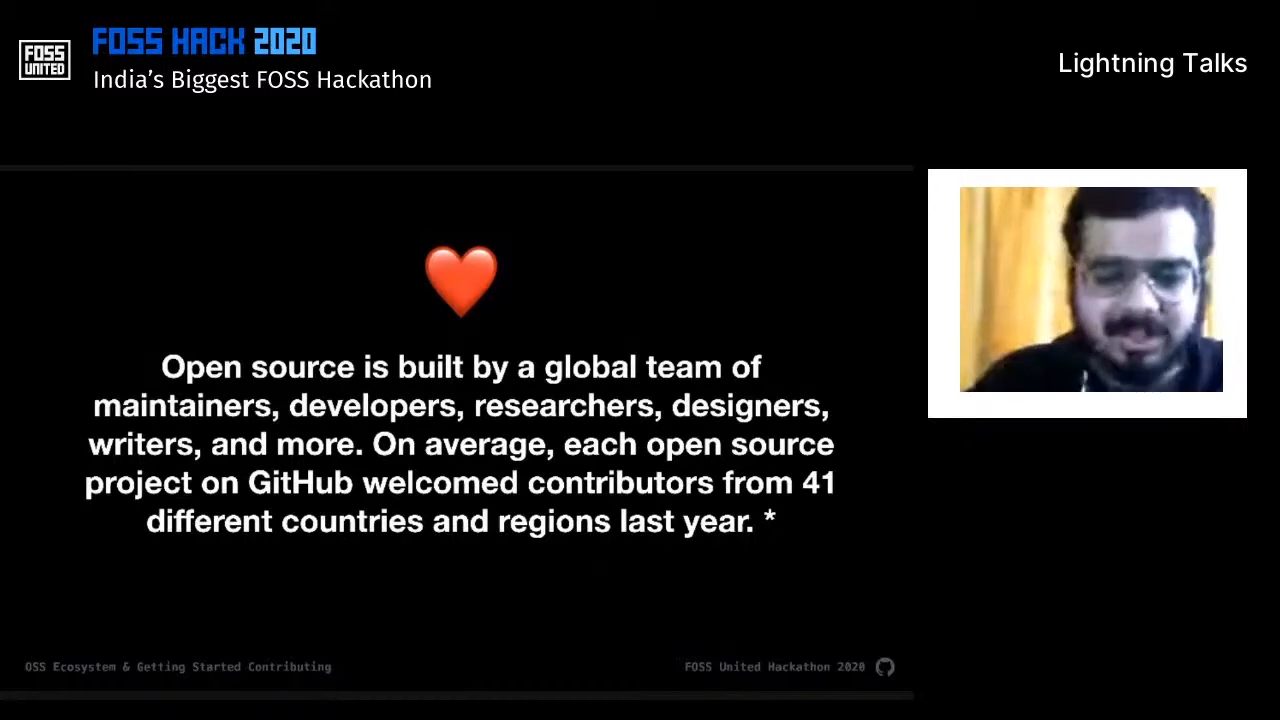 FOSS
UNITED
FOSS HACK 2020
India’s Biggest FOSS Hackathon
Lightning Talks
Open source is built by a global team of
maintainers, developers, researchers, designers,
writers, and more. On average, each open source
project on GitHub welcomed contributors from 41
different countries and regions last year. *
OSS Ecosystem & Getting Started Contributing
FOSS United Hackathon 2020